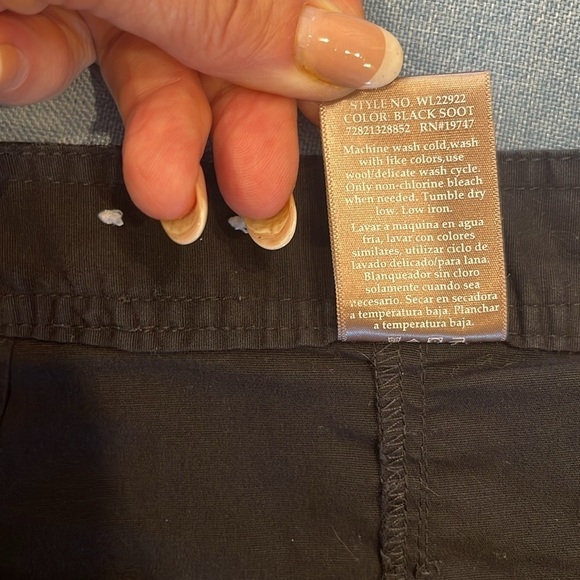 STYLE NO. WL22922
COLOR: BLACK SOOT
72821328852 RN#19747
Machine wash cold,wash
with like colors,use
wool/delicate wash cycle.
Only non-chlorine bleach
when needed. Tumble dry
low. Low iron.
Lavar a máquina en agua
fria, lavar con colores
similares, utilize ciclo de
lavado delicado/para lana.
Blanqueador sin cloro
solamente cuando sea
necesario. Secar en secadora
a temperatura baja. Planchar
a temperatura baja.